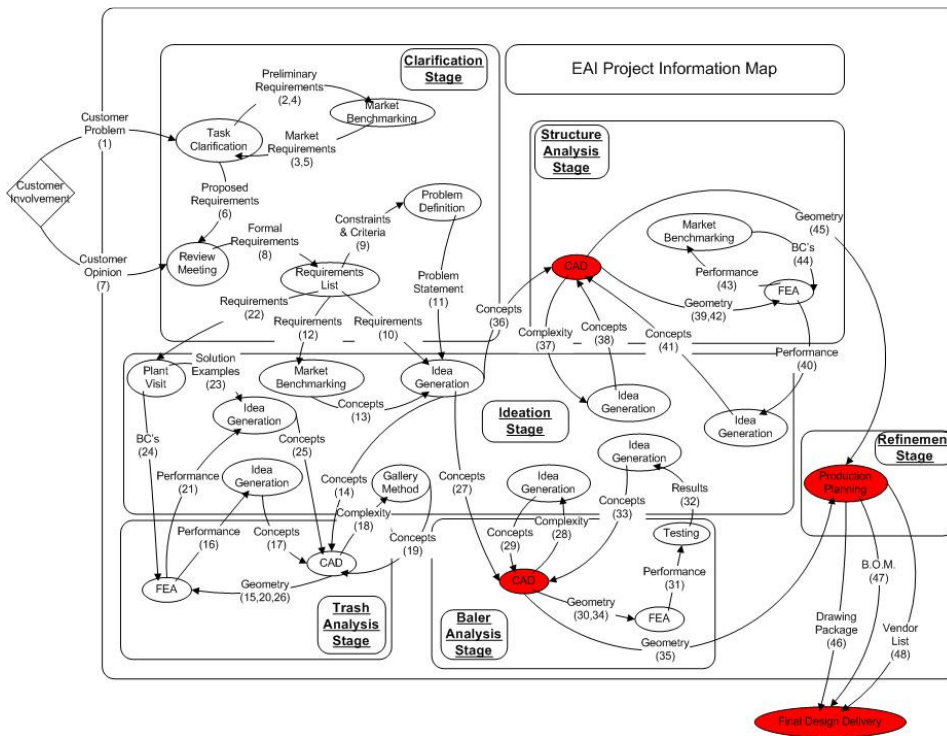 EAI Project Information Map
Clarification
Stage
Preliminary
Requirements
(2,4)
Market
Benchmarking
Customer
Problem
(1)
Task
Clarification
Market
Requirements
(3,5)
Customer
Involvement
Proposed
Requirements
(6)
Customer
Opinion
(7)
Review
Meeting
Formal
Requirements
(8)
Constraints
& Criteria
(9)
Problem
Definition
Requirements
List
Requirements
(22)
Requirements
(12)
Requirements
(10)
Problem
Statement
(11)
Structure
Analysis
Stage
Geometry
(45)
Market
Benchmarking
BC's
(44)
CAD
Performance
(43)
FEA
Geometry
(39,42)
Concepts
(36)
Complexity
(37)
Concepts
(38)
Concepts
(41)
Performance
(40)
Plant
Visit
Solution
Examples
(23)
Market
Benchmarking
Idea
Generation
Concepts
(13)
Idea
Generation
Ideation
Stage
Idea
Generation
Idea
Generation
BC's
(24)
Concepts
(25)
Performance
(21)
Idea
Generation
Concepts
(14)
Gallery
Method
Concepts
(27)
Idea
Generation
Idea
Generation
Results
(32)
Concepts
(33)
Refinement
Stage
Production
Planning
Performance
(16)
Concepts
(17)
Complexity
(18)
Concepts
(19)
CAD
FEA
Geometry
(15,20,26)
Trash
Analysis
Stage
Concepts
(29)
Complexity
(28)
Testing
CAD
Performance
(31)
Geometry
(30,34)
FEA
Baler
Analysis
Stage
Geometry
(35)
B.O.M.
(47)
Drawing
Package
(46)
Vendor
List
(48)
Final Design Delivery